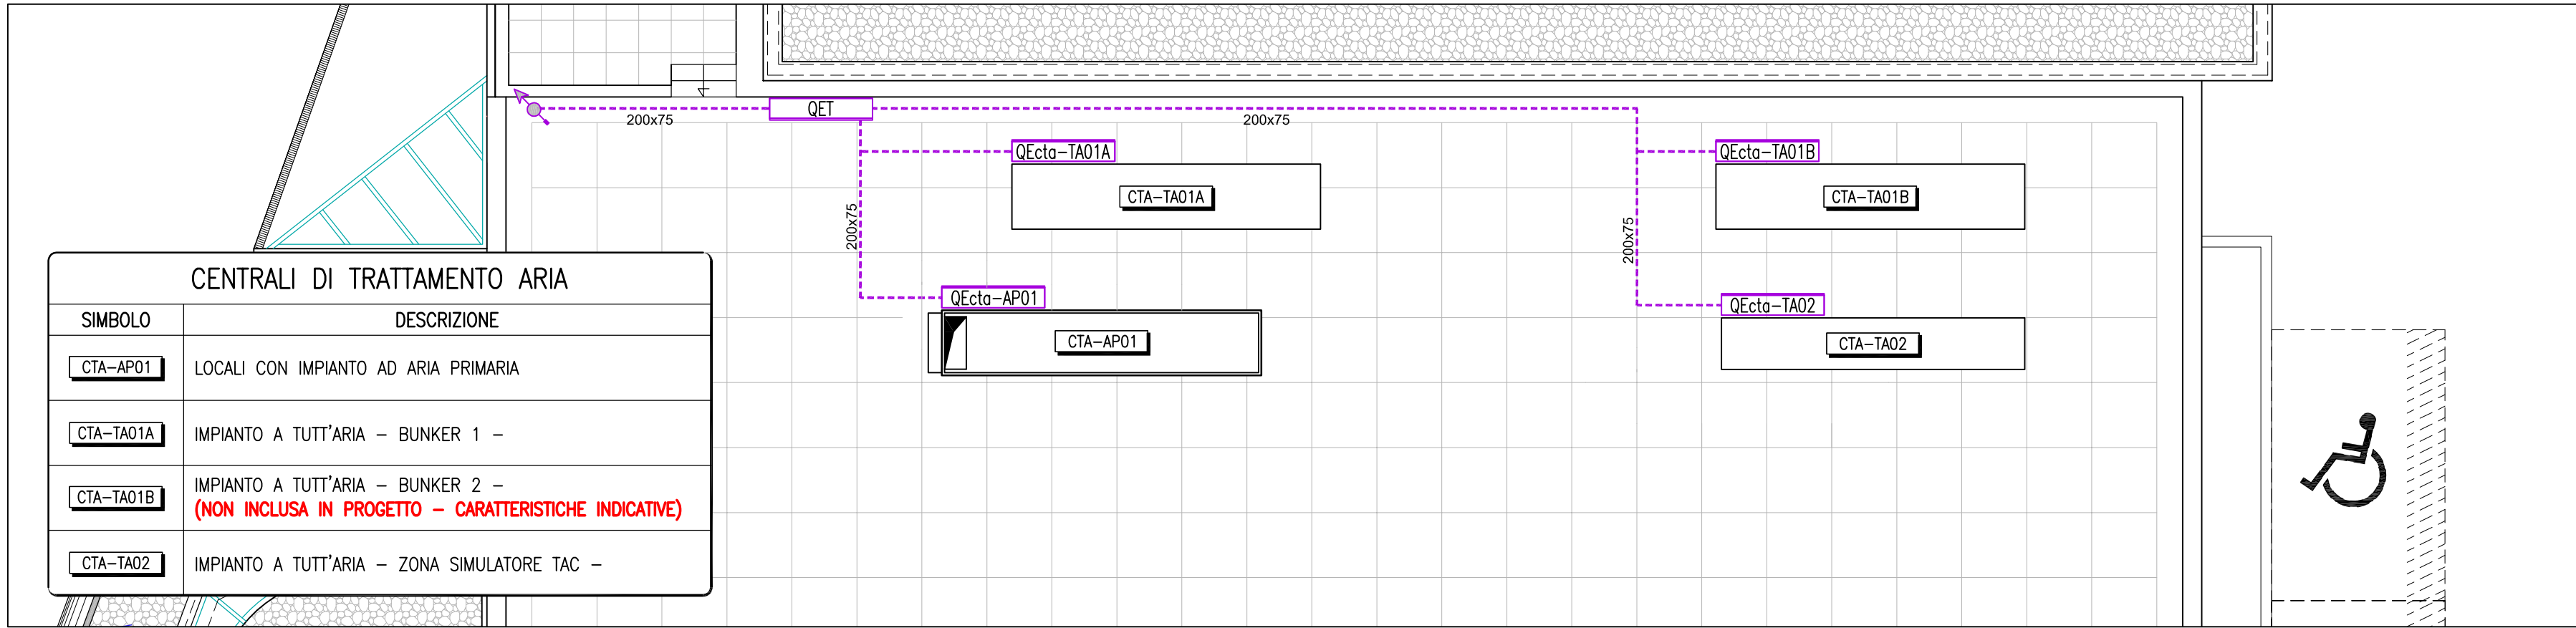 QET
200x75
200x75
QEcta-TA01A
QEcta-TA01B
CTA-TA01A
CTA-TA01B
200x75
200x75
QEcta-AP01
QEcta-TA02
CTA-AP01
CTA-TA02
CENTRALI DI TRATTAMENTO ARIA
SIMBOLO DESCRIZIONE
CTA-AP01 LOCALI CON IMPIANTO AD ARIA PRIMARIA
CTA-TA01A IMPIANTO A TUTT'ARIA - BUNKER 1 -
CTA-TA01B IMPIANTO A TUTT'ARIA - BUNKER 2 -
(NON INCLUSA IN PROGETTO - CARATTERISTICHE INDICATIVE)
CTA-TA02 IMPIANTO A TUTT'ARIA - ZONA SIMULATORE TAC -